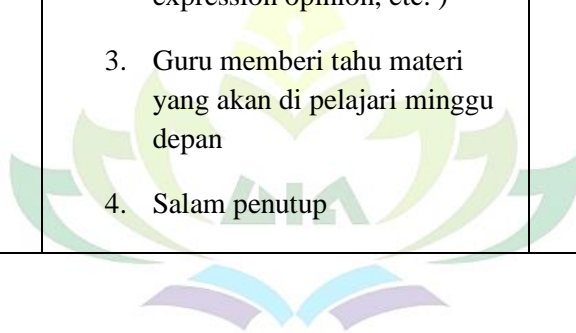 expression opinion, etc. )
3. Guru memberi tahu materi
yang akan di pelajari minggu
depan
4. Salam penutup